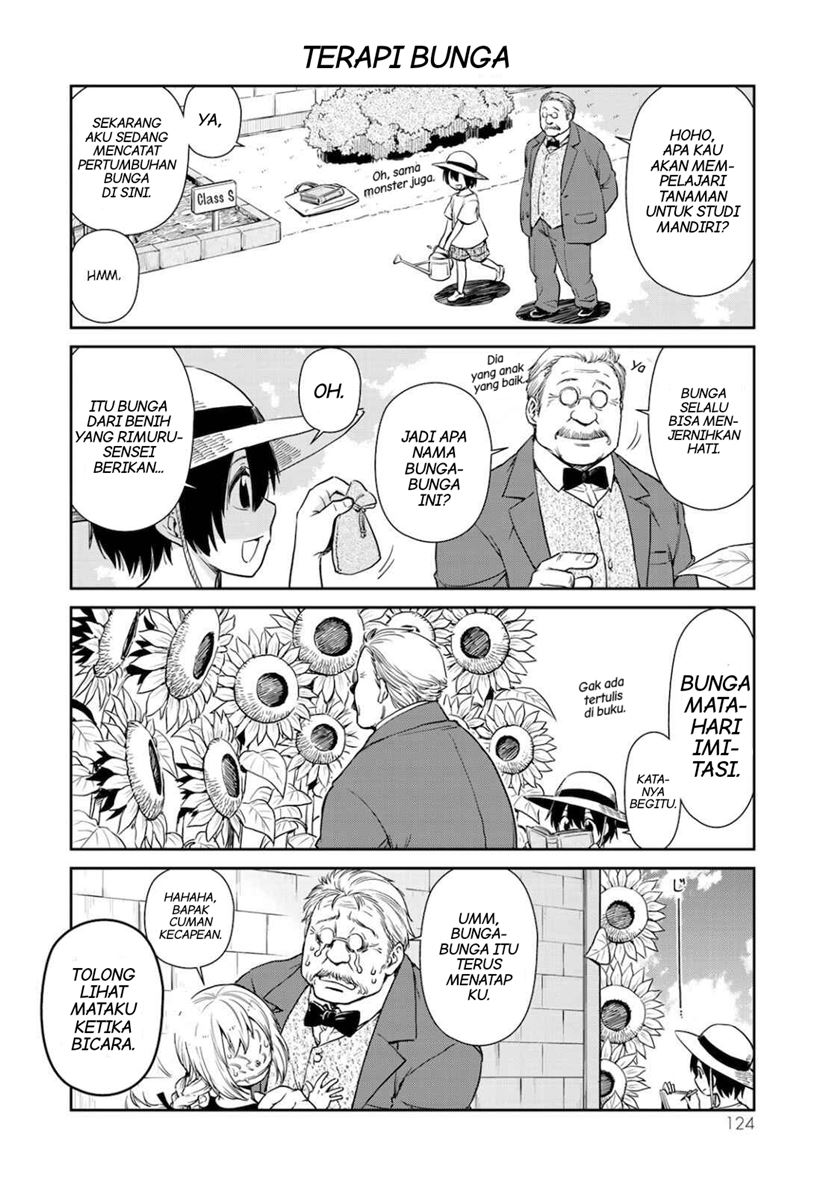 TERAPI BUNGA
HOHO,
APA KAU
AKAN MEM-
PELAJARI
TANAMAN
UNTUK STUDI
MANDIRI?
Oh, sama
monster juga.
YA,
SEKARANG
AKU SEDANG
MENCATAT
PERTUMBUHAN
BUNGA
DI SINI.
Class S
HMM.
BUNGA
SELALU
BISA MEN-
JERNIHKAN
HATI.
Ya
Dia
yang anak
yang baik.
JADI APA
NAMA
BUNGA-
BUNGA
INI?
OH.
ITU BUNGA
DARI BENIH
YANG RIMURU-
SENSEI
BERIKAN...
BUNGA
MATA-
HARI
IMI-
TASI.
KATA-
NYA
BEGITU.
Gak ada
tertulis
di buku.
じーっ
UMM,
BUNGA-
BUNGA ITU
TERUS
MENATAP
KU.
HAHAHA,
BAPAK
CUMAN
KECAPEAN.
TOLONG
LIHAT
MATAKU
KETIKA
BICARA.
124